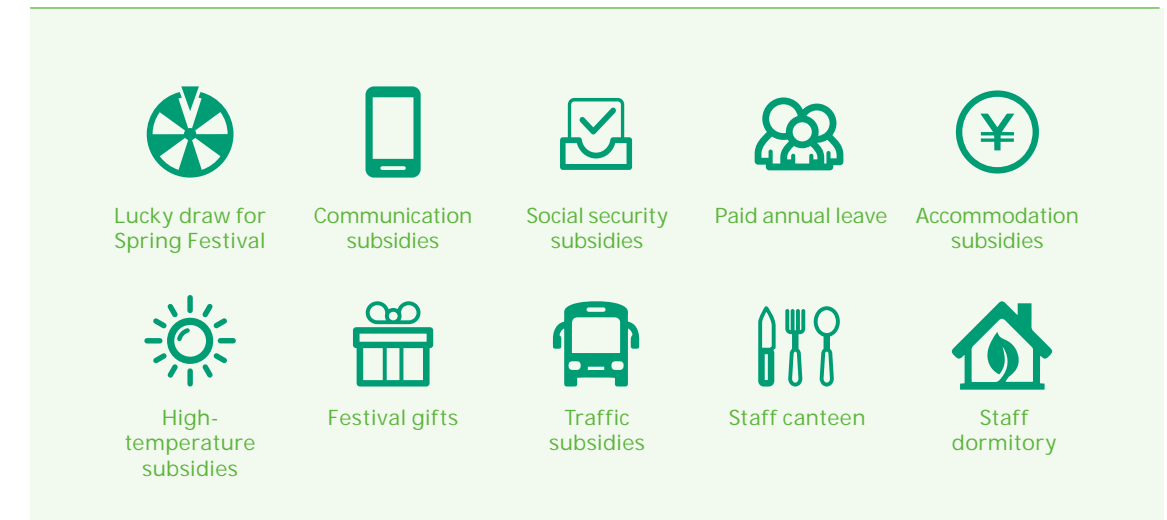 Lucky draw for
Spring Festival
Communication
subsidies
Social security
subsidies
Paid annual leave
Accommodation
subsidies
High-
temperature
subsidies
Festival gifts
Traffic
subsidies
Staff canteen
Staff
dormitory